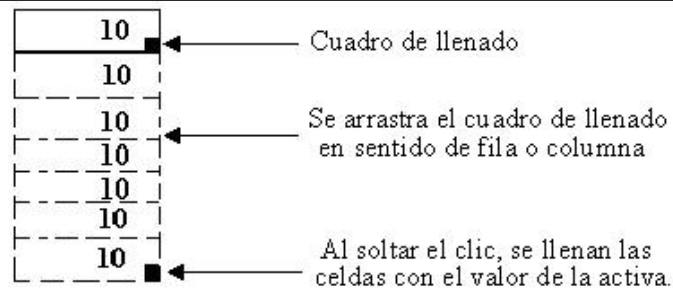 10
Cuadro de llenado
10
10
Se arrastra el cuadro de llenado
en sentido de fila o columna
10
10
10
10
Al soltar el clic, se llenan las
celdas con el valor de la activa.